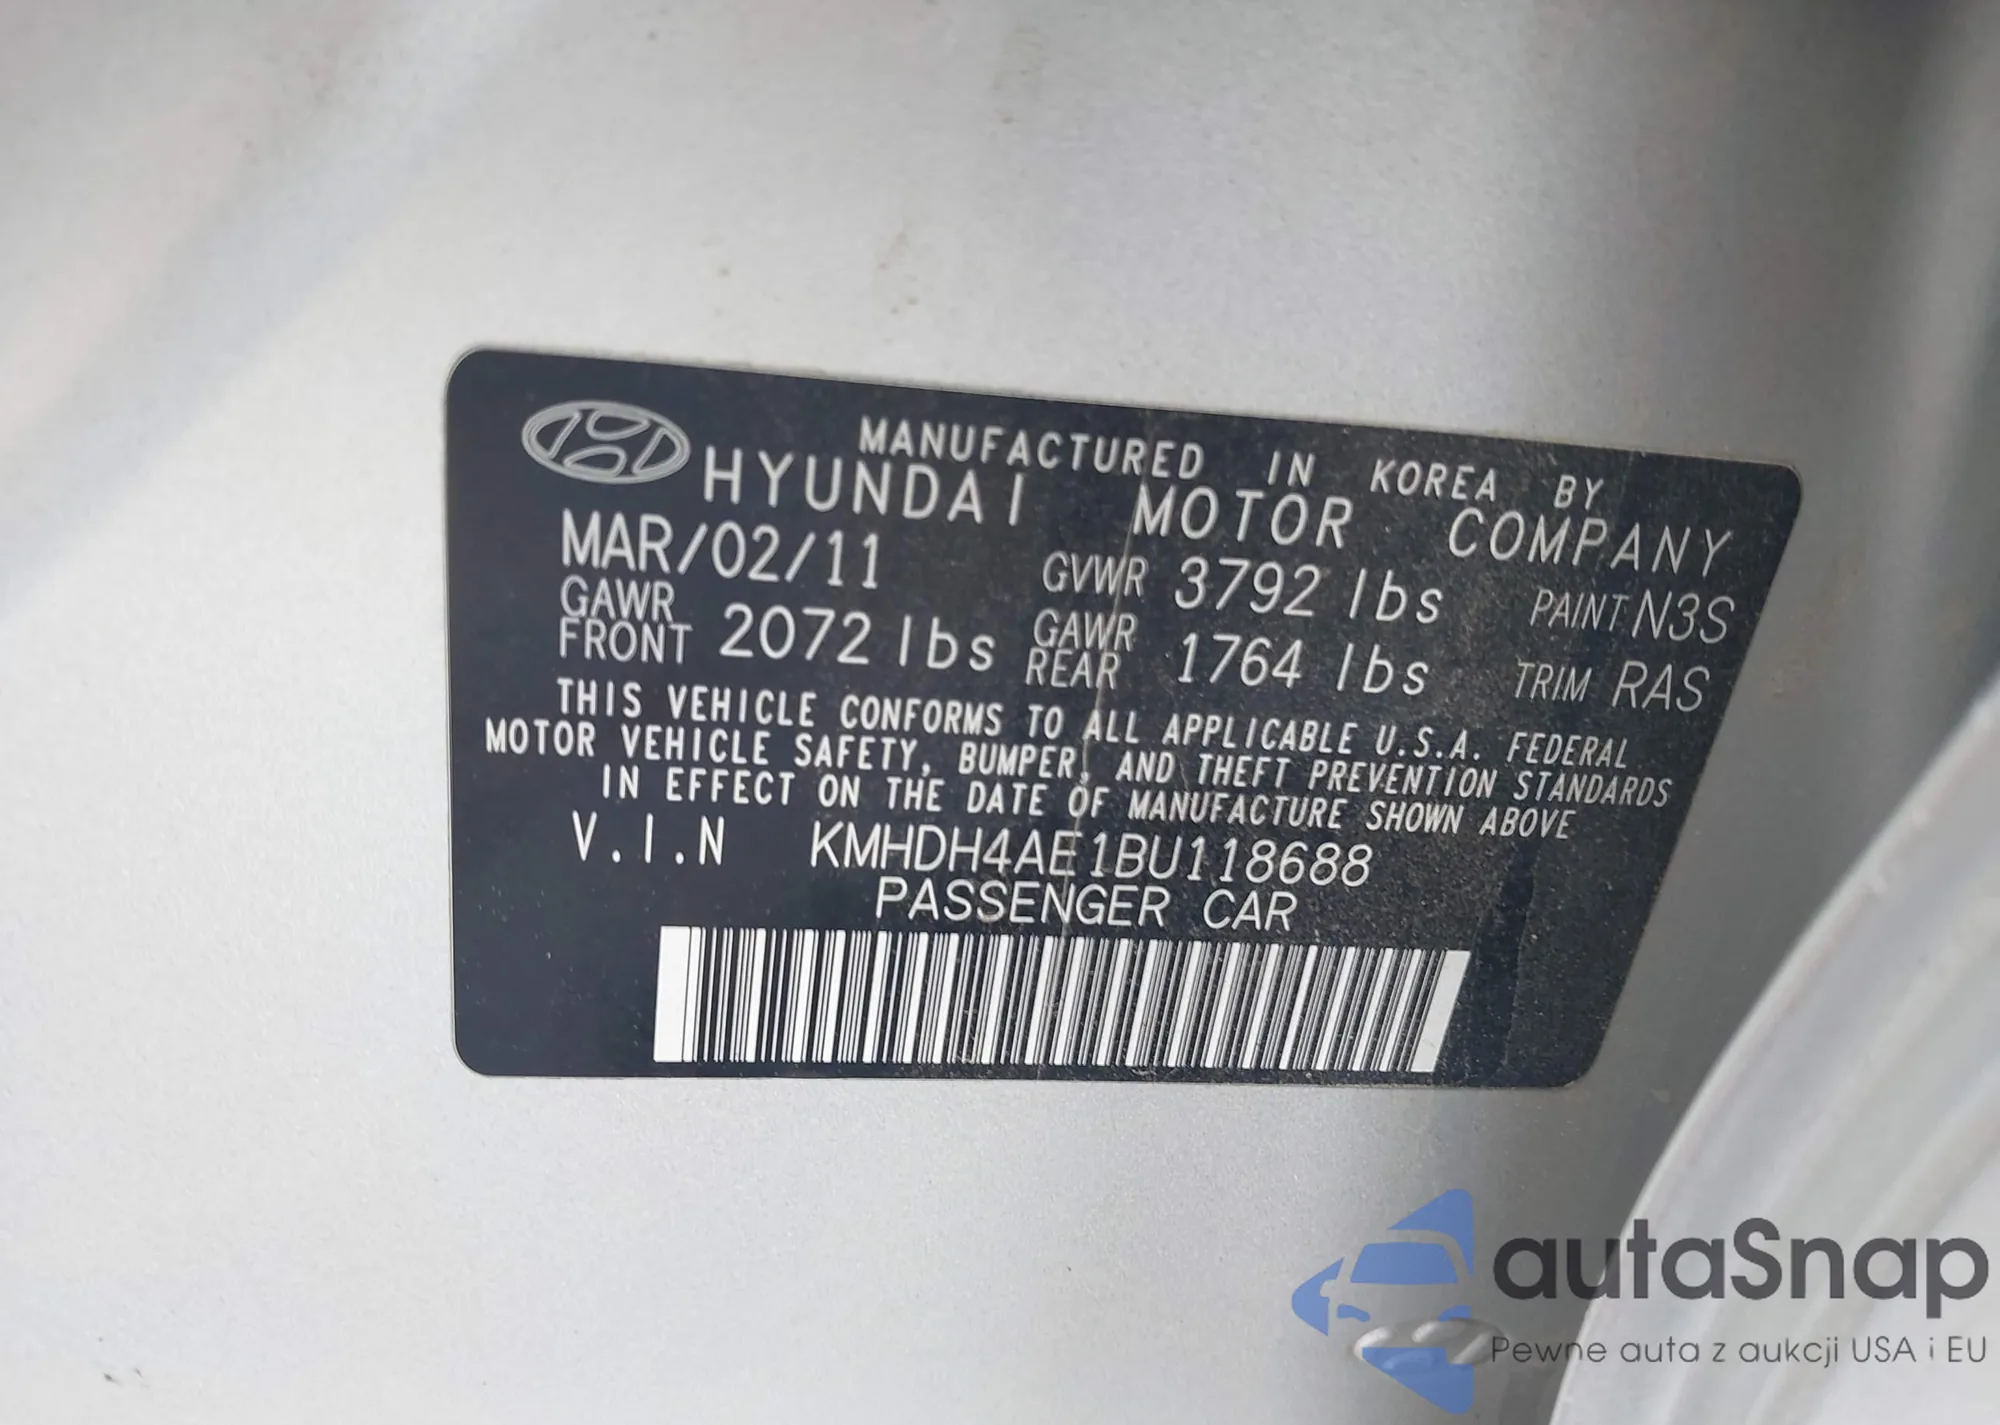 MANUFACTURED IN KOREA BY
HYUNDAI MOTOR COMPANY
MAR/02/11 GVWR 3792 lbs PAINT N3S
GAWR FRONT 2072 lbs GAWR REAR 1764 lbs TRIM RAS
THIS VEHICLE CONFORMS TO ALL APPLICABLE U.S.A. FEDERAL
MOTOR VEHICLE SAFETY, BUMPER, AND THEFT PREVENTION STANDARDS
IN EFFECT ON THE DATE OF MANUFACTURE SHOWN ABOVE
V.I.N KMHDH4AE1BU118688
PASSENGER CAR
autaSnap
Pewne auta z aukcji USA i EU